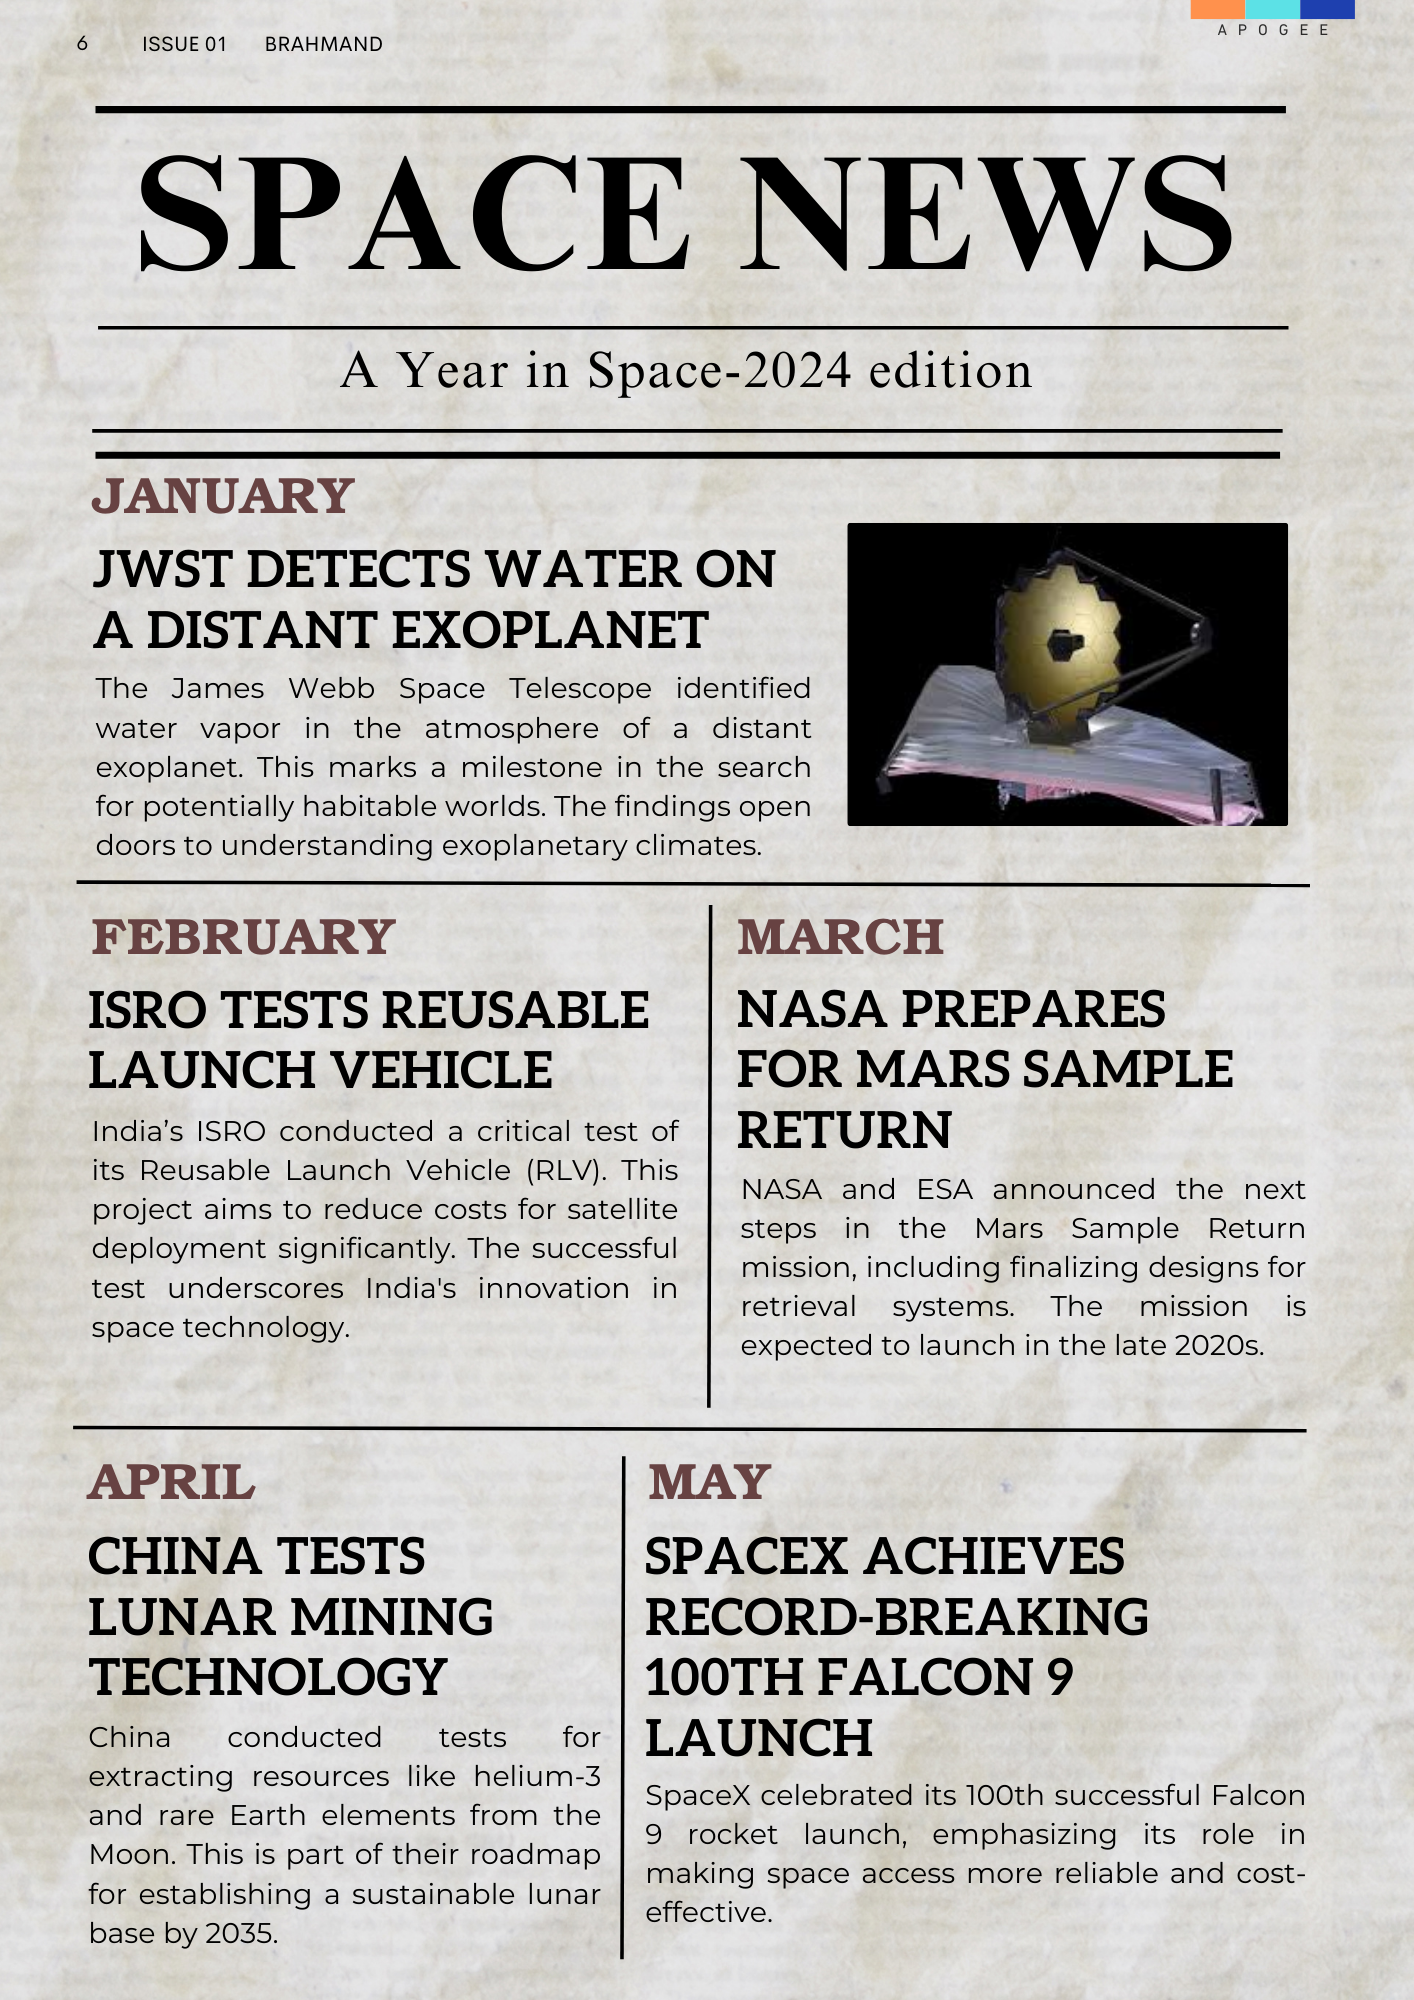 6 ISSUE 01 BRAHMAND
APOGEE
SPACE NEWS
A Year in Space-2024 edition
JANUARY
JWST DETECTS WATER ON
A DISTANT EXOPLANET
The James Webb Space Telescope identified
water vapor in the atmosphere of a distant
exoplanet. This marks a milestone in the search
for potentially habitable worlds. The findings open
doors to understanding exoplanetary climates.
FEBRUARY
ISRO TESTS REUSABLE
LAUNCH VEHICLE
India’s ISRO conducted a critical test of
its Reusable Launch Vehicle (RLV). This
project aims to reduce costs for satellite
deployment significantly. The successful
test underscores India's innovation in
space technology.
MARCH
NASA PREPARES
FOR MARS SAMPLE
RETURN
NASA and ESA announced the next
steps in the Mars Sample Return
mission, including finalizing designs for
retrieval systems. The mission is
expected to launch in the late 2020s.
APRIL
CHINA TESTS
LUNAR MINING
TECHNOLOGY
China conducted tests for
extracting resources like helium-3
and rare Earth elements from the
Moon. This is part of their roadmap
for establishing a sustainable lunar
base by 2035.
MAY
SPACEX ACHIEVES
RECORD-BREAKING
100TH FALCON 9
LAUNCH
SpaceX celebrated its 100th successful Falcon
9 rocket launch, emphasizing its role in
making space access more reliable and cost-
effective.